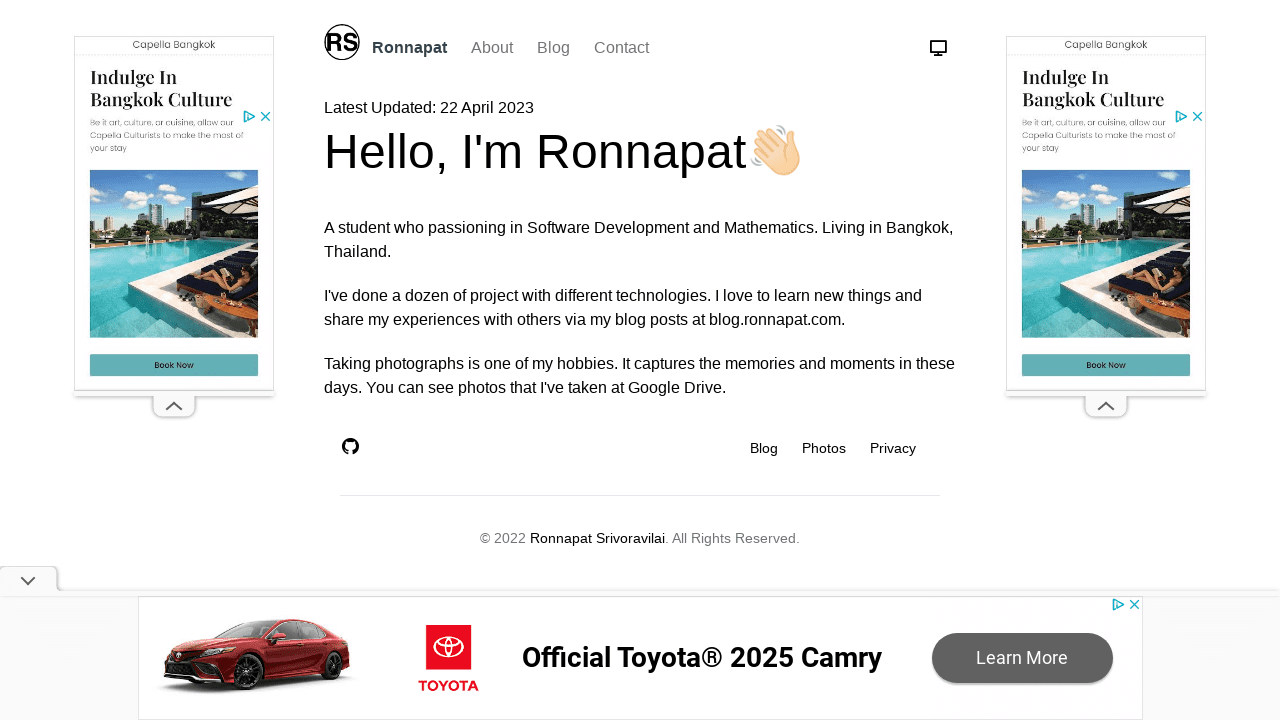 RS
Ronnapat About Blog Contact
Latest Updated: 22 April 2023
Hello, I'm Ronnapat
A student who passioning in Software Development and Mathematics. Living in Bangkok,
Thailand.
I've done a dozen of project with different technologies. I love to learn new things and
share my experiences with others via my blog posts at blog.ronnapat.com.
Taking photographs is one of my hobbies. It captures the memories and moments in these
days. You can see photos that I've taken at Google Drive.
Blog Photos Privacy
© 2022 Ronnapat Srivoravilai. All Rights Reserved.
Capella Bangkok
Indulge In
Bangkok Culture
Be it art, culture, or cuisine, allow our
Capella Culturists to make the most of
your stay
Book Now
Capella Bangkok
Indulge In
Bangkok Culture
Be it art, culture, or cuisine, allow our
Capella Culturists to make the most of
your stay
Book Now
TOYOTA
Official Toyota® 2025 Camry
Learn More